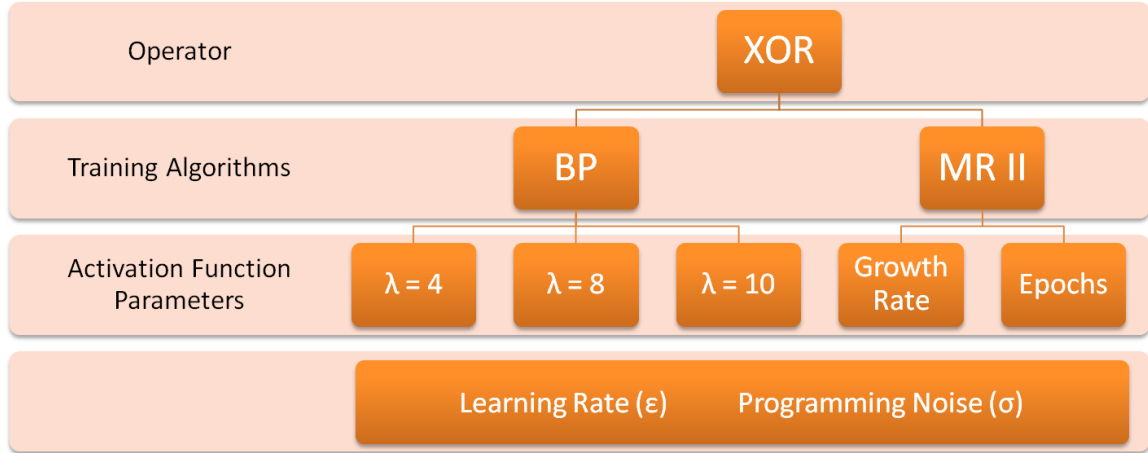 Operator
XOR
Training Algorithms
BP
MR II
Activation Function
Parameters
λ = 4
λ = 8
λ = 10
Growth
Rate
Epochs
Learning Rate (ε)
Programming Noise (σ)